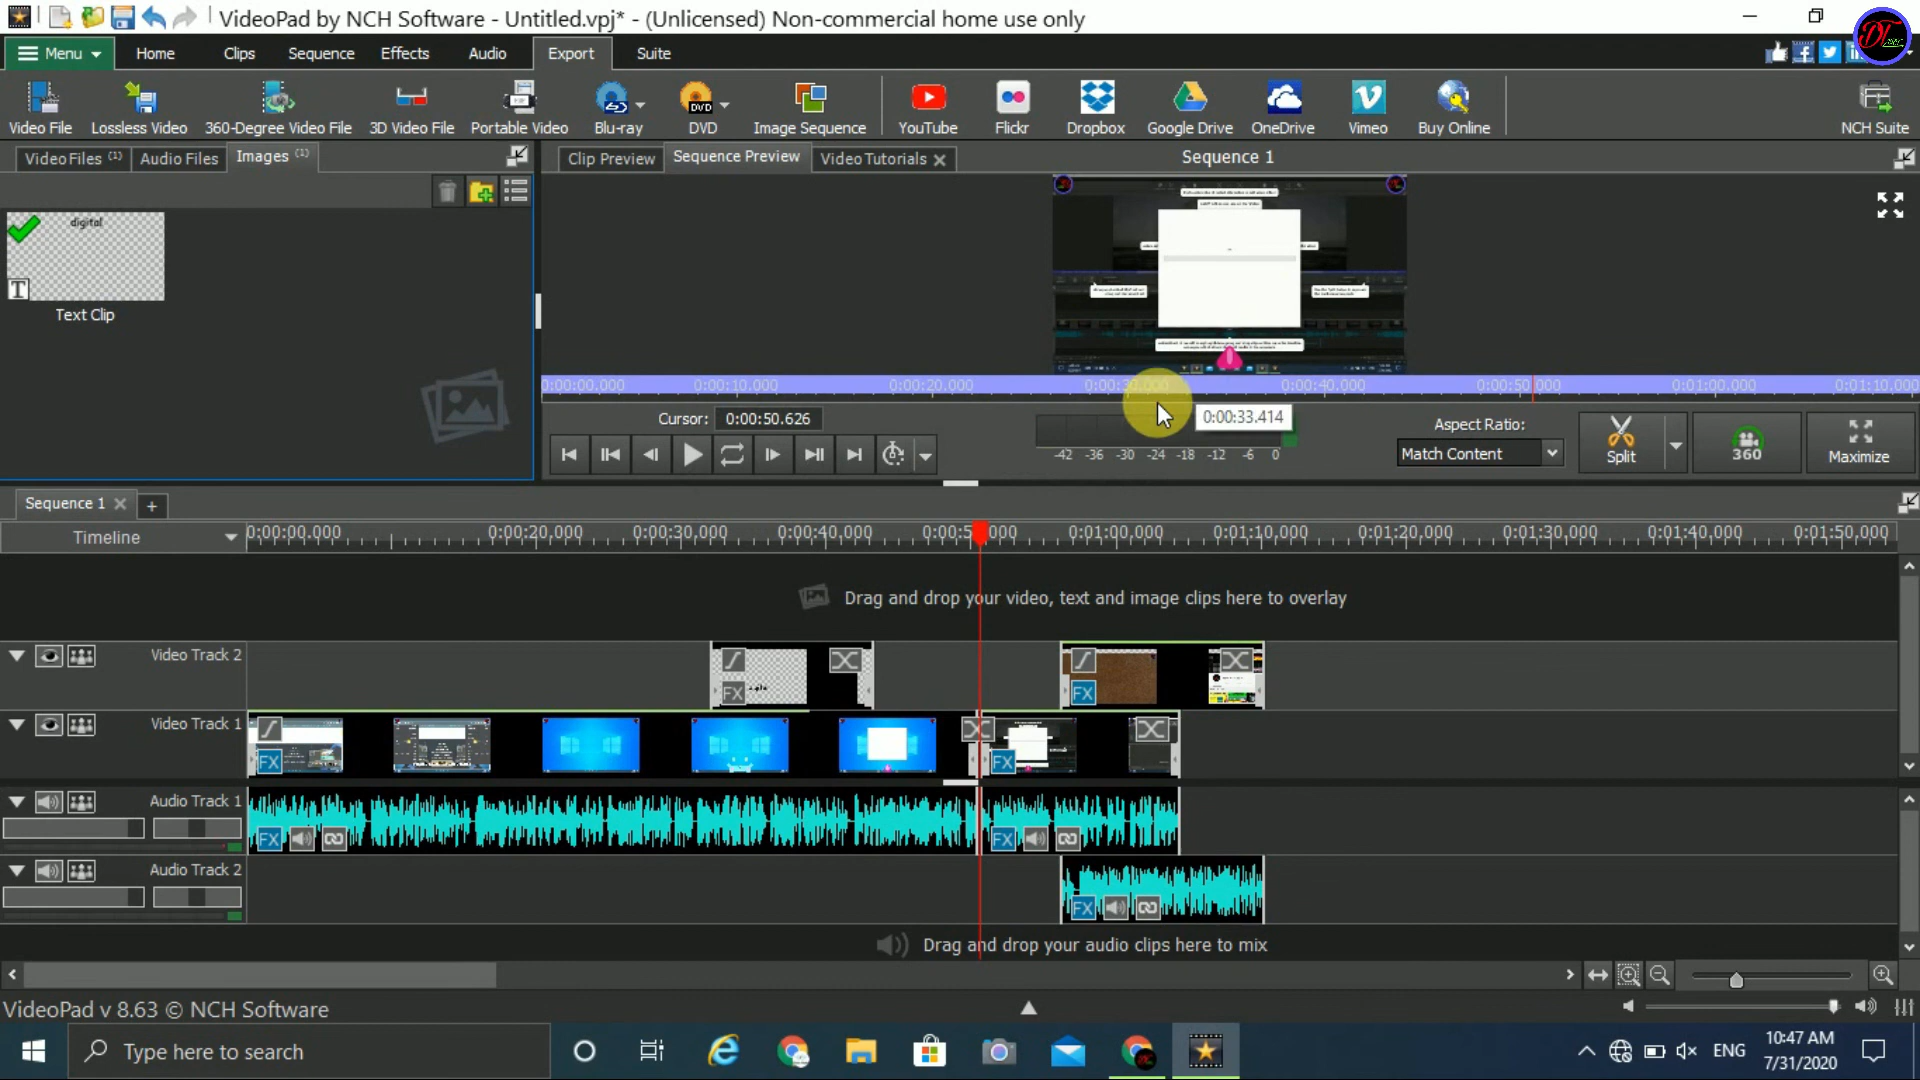 VideoPad by NCH Software - Untitled.vpj* - (Unlicensed) Non-commercial home use only
Menu Home Clips Sequence Effects Audio Export Suite
Video File Lossless Video 360-Degree Video File 3D Video File Portable Video Blu-ray DVD Image Sequence YouTube Flickr Dropbox Google Drive OneDrive Vimeo Buy Online NCH Suite
Video Files (1) Audio Files Images (1) Clip Preview Sequence Preview Video Tutorials Sequence 1
digital
T
Text Clip
0:00:00.000 0:00:10.000 0:00:20.000 0:00:30.000 0:00:40.000 0:00:50.000 0:01:00.000 0:01:10.000
Cursor: 0:00:50.626
0:00:33.414
-42 -36 -30 -24 -18 -12 -6 0
Aspect Ratio:
Match Content
Split
360
Maximize
Sequence 1
Timeline
0:00:00.000 0:00:20.000 0:00:30.000 0:00:40.000 0:01:00.000 0:01:10.000 0:01:20.000 0:01:30.000 0:01:40.000 0:01:50.000
Drag and drop your video, text and image clips here to overlay
Video Track 2
FX FX
Video Track 1
FX FX
Audio Track 1
FX FX
Audio Track 2
FX
Drag and drop your audio clips here to mix
VideoPad v 8.63 © NCH Software
Type here to search
ENG
10:47 AM
7/31/2020